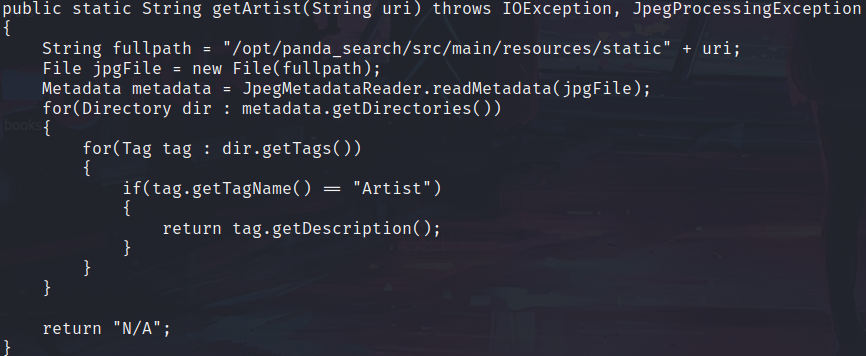 public static String getArtist(String uri) throws IOException, JpegProcessingException
{
    String fullpath = "/opt/panda_search/src/main/resources/static" + uri;
    File jpgFile = new File(fullpath);
    Metadata metadata = JpegMetadataReader.readMetadata(jpgFile);
    for(Directory dir : metadata.getDirectories())
books
    {
        for(Tag tag : dir.getTags())
        {
            if(tag.getTagName() == "Artist")
            {
                return tag.getDescription();
            }
        }
    }

    return "N/A";
}